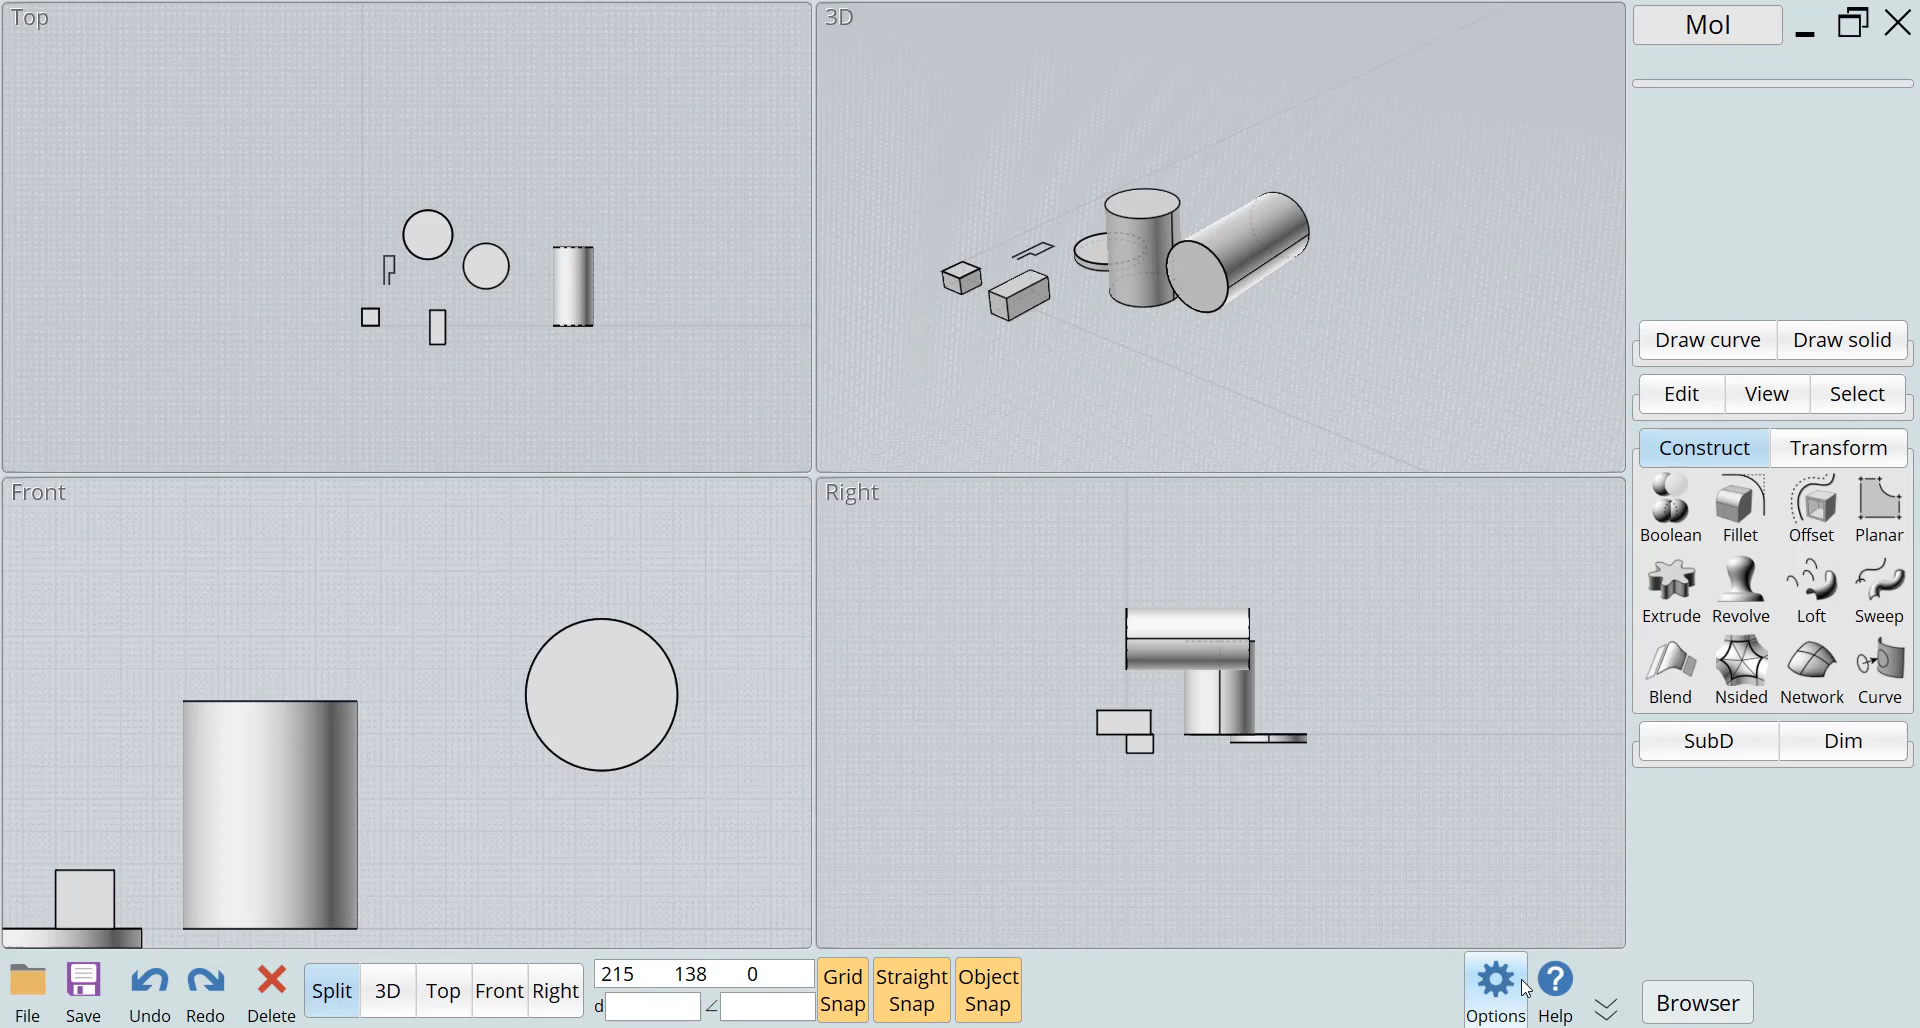 Top
3D
MoI
Front
Right
Draw curve Draw solid
Edit View Select
Construct Transform
Boolean Fillet Offset Planar
Extrude Revolve Loft Sweep
Blend Nsided Network Curve
SubD Dim
File Save Undo Redo Delete
Split 3D Top Front Right
215 138 0
d
Grid Snap
Straight Snap
Object Snap
Options Help
Browser